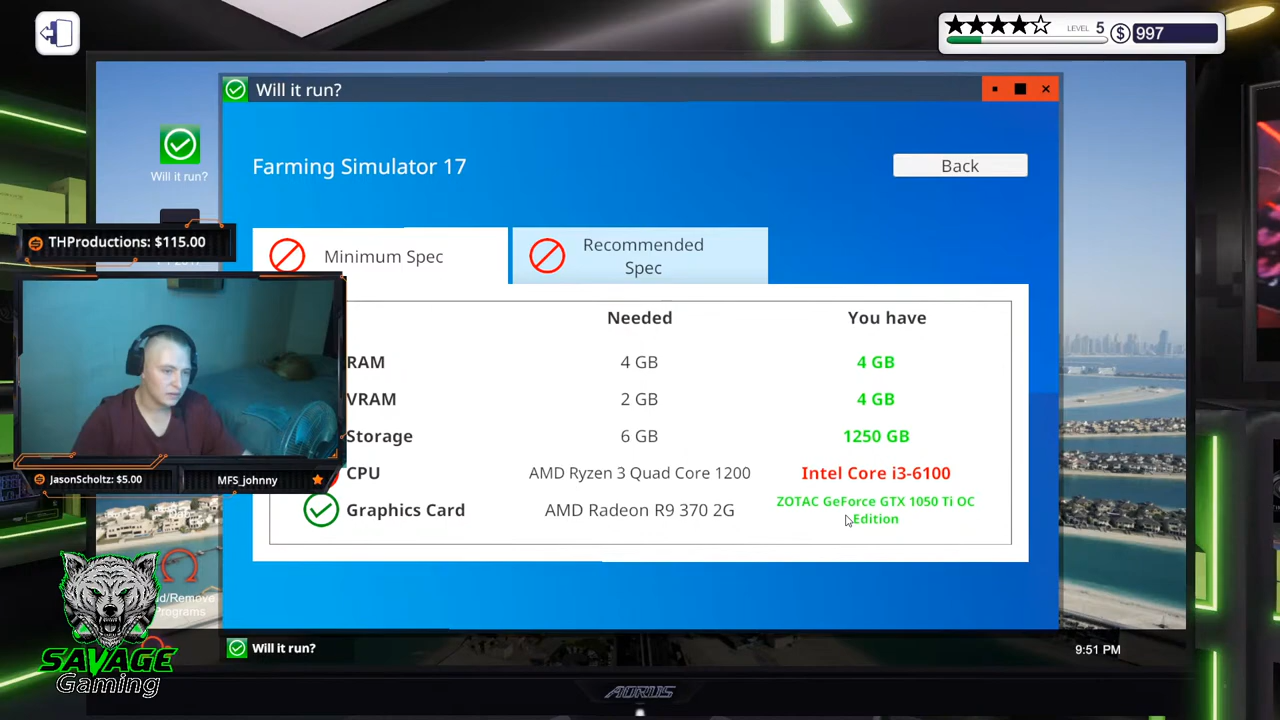 LEVEL 5 $ 997
Will it run?
Farming Simulator 17
Back
Will it run?
THProductions: $115.00
Minimum Spec
Recommended
Spec
Needed You have
RAM 4 GB 4 GB
VRAM 2 GB 4 GB
Storage 6 GB 1250 GB
CPU AMD Ryzen 3 Quad Core 1200 Intel Core i3-6100
Graphics Card AMD Radeon R9 370 2G ZOTAC GeForce GTX 1050 Ti OC
Edition
JasonScholtz: $5.00 MFS_johnny
d/Remove
Programs
SAVAGE
Gaming
Will it run?
9:51 PM
AORUS